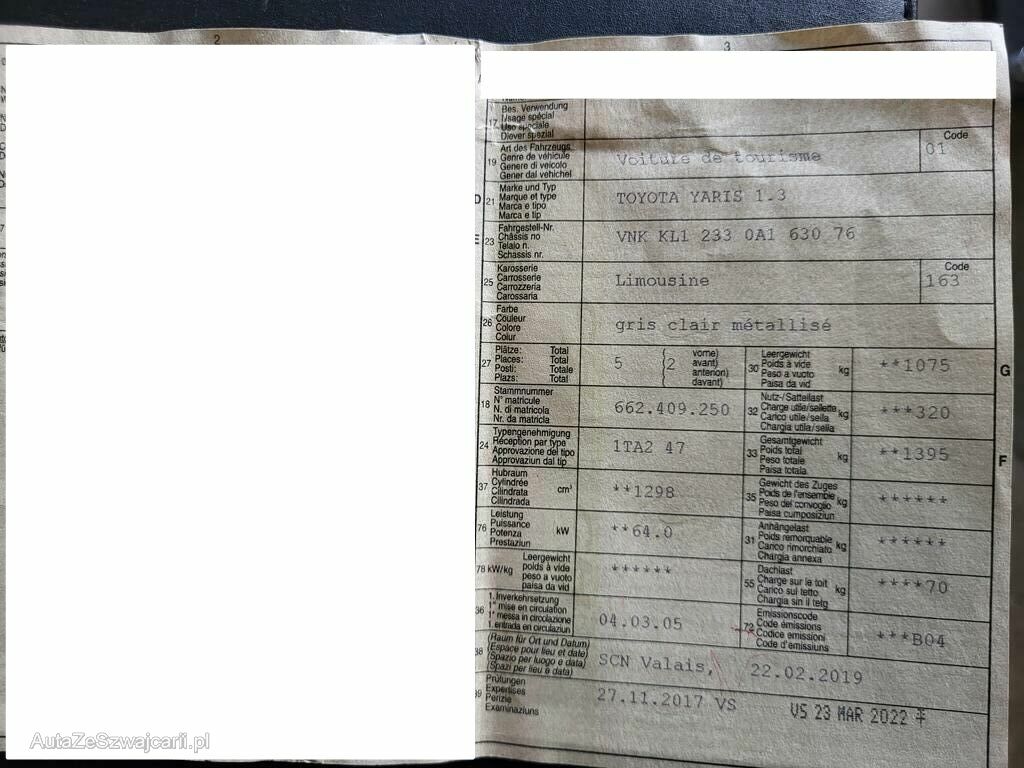 2
3
17 Bes. Verwendung
Usage spécial
Uso speciale
Diever spezial
19 Art des Fahrzeugs
Genre de véhicule
Genere di veicolo
Gener dal vehichel
Voiture de tourisme
Code
01
D 21 Marke und Typ
Marque et type
Marca e tipo
Marca e tip
TOYOTA YARIS 1.3
E 23 Fahrgestell-Nr.
Châssis no
Telaio n.
Schassis nr.
VNK KL1 233 0A1 630 76
25 Karosserie
Carrosserie
Carrozzeria
Carossaria
Limousine
Code
163
26 Farbe
Couleur
Colore
Colur
gris clair métallisé
27 Plätze: Total
Places: Total
Posti: Totale
Plazs: Total
5 (2 vorne)
avant)
anteriori)
davant)
30 Leergewicht
Poids à vide
Peso a vuoto
Paisa da vid
kg
**1075
G
18 Stammnummer
N° matricule
N. di matricola
Nr. da matricla
662.409.250
32 Nutz-/Sattellast
Charge utile/sellette
Carico utile/sella
Chargia utila/sella
kg
***320
24 Typengenehmigung
Réception par type
Approvazione del tipo
Approvaziun dal tip
1TA2 47
33 Gesamtgewicht
Poids total
Peso totale
Paisa totala
kg
**1395
F
37 Hubraum
Cylindrée
Cilindrata
Cilindrada
cm³
**1298
35 Gewicht des Zuges
Poids de l'ensemble
Peso del convoglio
Paisa cumposiziun
kg
******
76 Leistung
Puissance
Potenza
Prestaziun
kW
**64.0
31 Anhängelast
Poids remorquable
Carico rimorchiato
Chargia annexa
kg
******
78 kW/kg Leergewicht
poids à vide
peso a vuoto
paisa da vid
******
55 Dachlast
Charge sur le toit
Carico sul tetto
Chargia sin il tetg
kg
****70
36 1. Inverkehrsetzung
1re mise en circulation
1a messa in circolazione
1. entrada en circulaziun
04.03.05
72 Emissionscode
Code émissions
Codice emissioni
Code d'emissiuns
***B04
38 (Raum für Ort und Datum)
(Espace pour lieu et date)
(Spazio per luogo e data)
(Spazi per lieu e data)
SCN Valais, 22.02.2019
39 Prüfungen
Expertises
Perizie
Examinaziuns
27.11.2017 VS
VS 23 MAR 2022
AutaZeSzwajcarii.pl